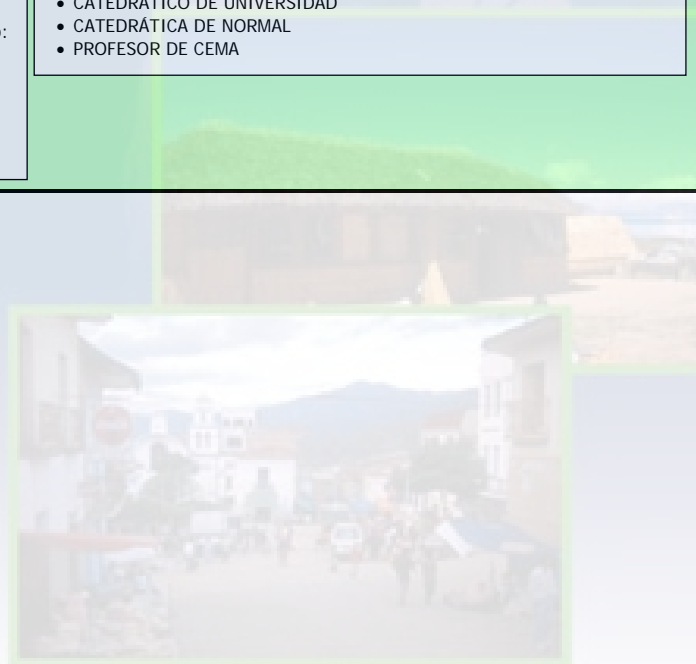 • CATEDRÁTICO DE UNIVERSIDAD
• CATEDRÁTICA DE NORMAL
• PROFESOR DE CEMA